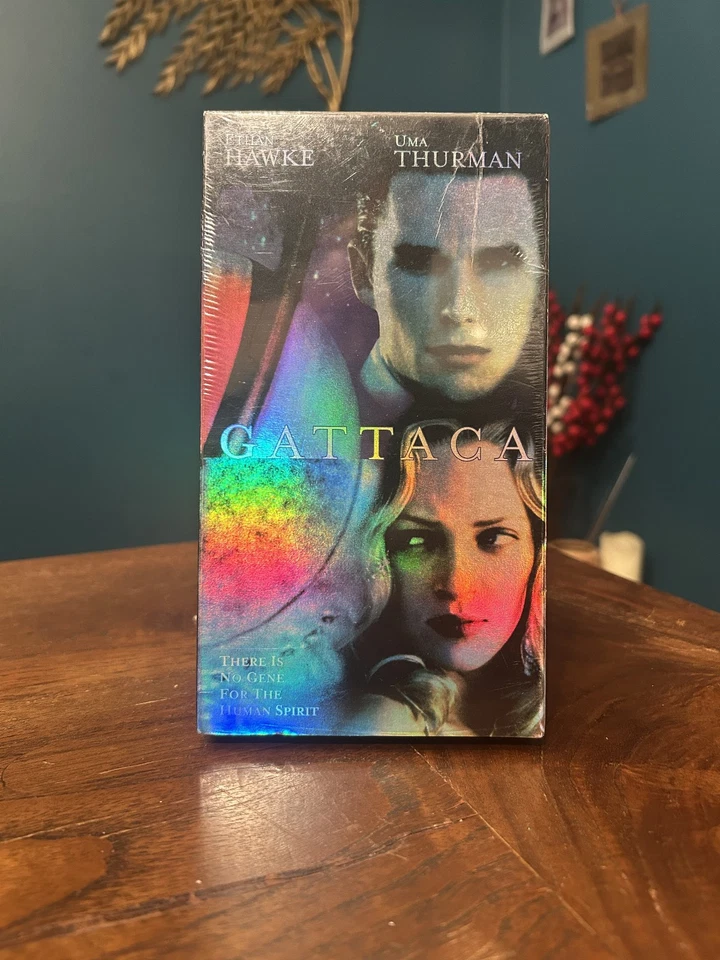 ETHAN
HAWKE
UMA
THURMAN
GATTACA
THERE IS
NO GENE
FOR THE
HUMAN SPIRIT